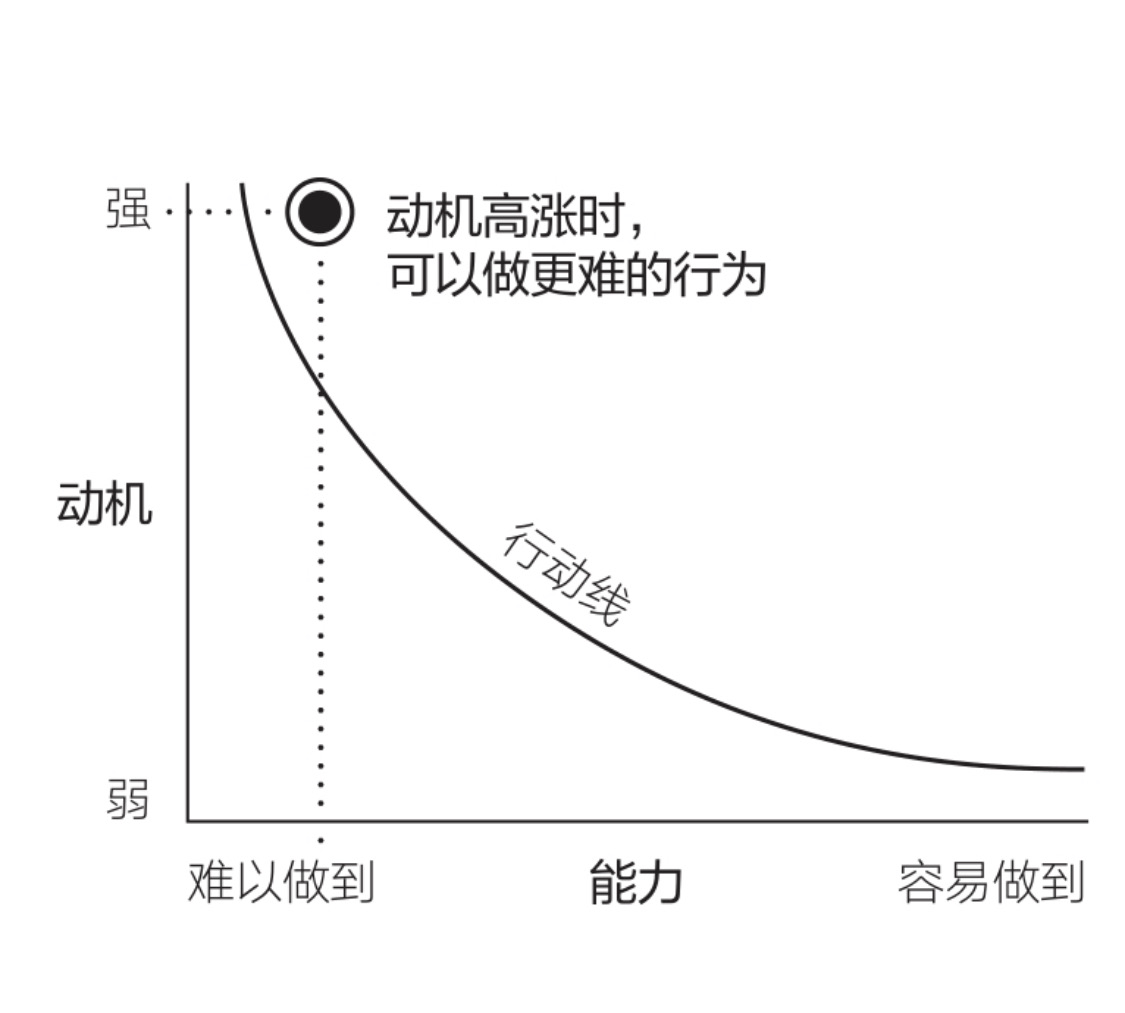 强
动机高涨时，
可以做更难的行为
动机
行动线
弱
难以做到
能力
容易做到